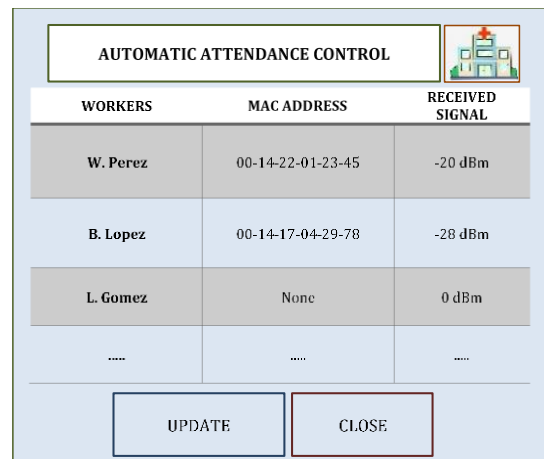 AUTOMATIC ATTENDANCE CONTROL
WORKERS MAC ADDRESS RECEIVED
SIGNAL
W. Perez 00-14-22-01-23-45 -20 dBm
B. Lopez 00-14-17-04-29-78 -28 dBm
L. Gomez None 0 dBm
..... ..... .....
UPDATE CLOSE